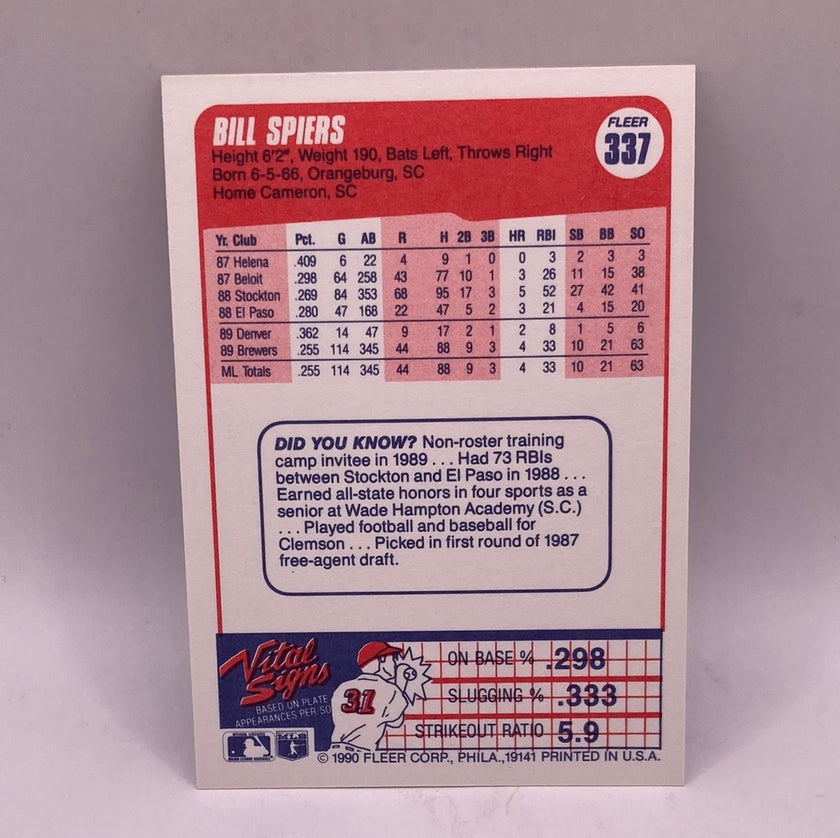 BILL SPIERS
FLEER
337
Height 6'2", Weight 190, Bats Left, Throws Right
Born 6-5-66, Orangeburg, SC
Home Cameron, SC
Yr. Club Pct. G AB R H 2B 3B HR RBI SB BB SO
87 Helena .409 6 22 4 9 1 0 0 3 2 3 3
87 Beloit .298 64 258 43 77 10 1 3 26 11 15 38
88 Stockton .269 84 353 68 95 17 3 5 52 27 42 41
88 El Paso .280 47 168 22 47 5 2 3 21 4 15 20
89 Denver .362 14 47 9 17 2 1 2 8 1 5 6
89 Brewers .255 114 345 44 88 9 3 4 33 10 21 63
ML Totals .255 114 345 44 88 9 3 4 33 10 21 63
DID YOU KNOW? Non-roster training
camp invitee in 1989 . . . Had 73 RBIs
between Stockton and El Paso in 1988 . . .
Earned all-state honors in four sports as a
senior at Wade Hampton Academy (S.C.)
. . . Played football and baseball for
Clemson . . . Picked in first round of 1987
free-agent draft.
Vital
Signs
BASED ON PLATE
APPEARANCES PER/SO
31
ON BASE % .298
SLUGGING % .333
STRIKEOUT RATIO 5.9
MLB
© 1990 FLEER CORP., PHILA.,19141 PRINTED IN U.S.A.